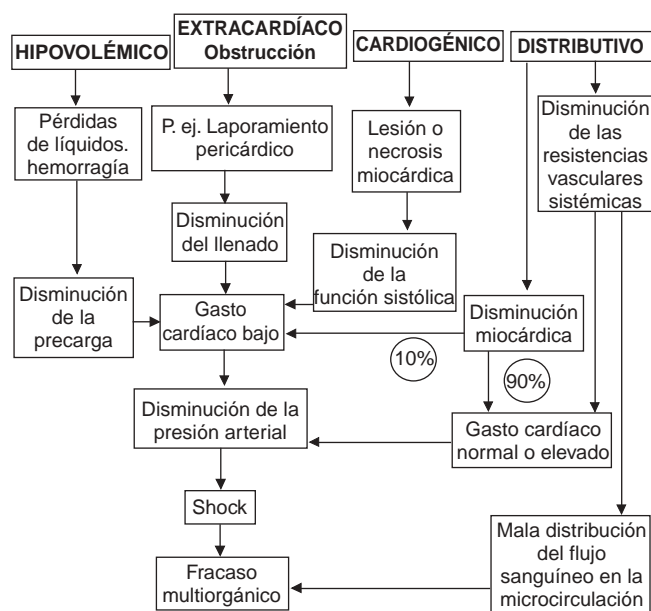 HIPOVOLÉMICO
EXTRACARDÍACO
Obstrucción
CARDIOGÉNICO
DISTRIBUTIVO
Pérdidas
de líquidos.
hemorragía
P. ej. Laporamiento
pericárdico
Lesión o
necrosis
miocárdica
Disminución
de las
resistencias
vasculares
sistémicas
Disminución
del llenado
Disminución
de la
función sistólica
Disminución
de la
precarga
Gasto
cardíaco bajo
Disminución
miocárdica
10%
90%
Disminución de la
presión arterial
Gasto cardíaco
normal o elevado
Shock
Mala distribución
del flujo
sanguíneo en la
microcirculación
Fracaso
multiorgánico